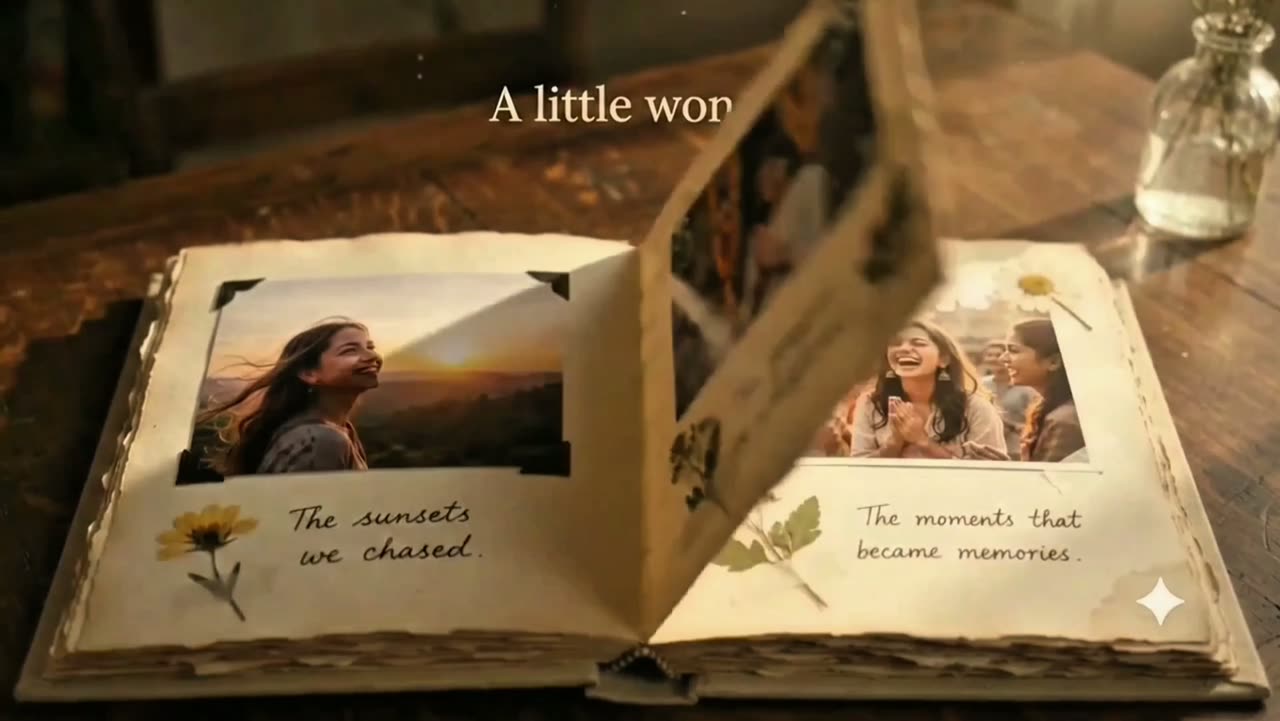 A little won
The sunsets
we chased.
The moments that
became memories.